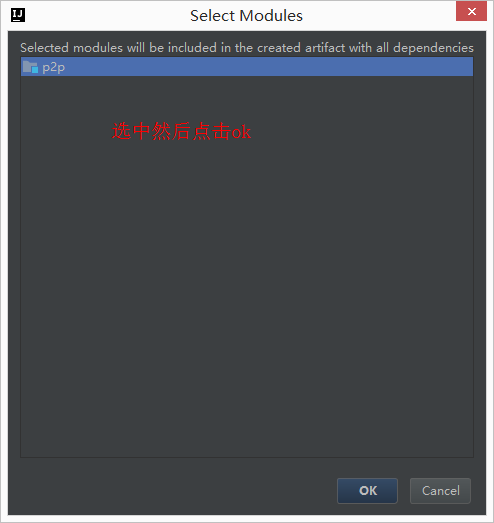 IJ
Select Modules
Selected modules will be included in the created artifact with all dependencies
p2p
选中然后点击ok
OK
Cancel